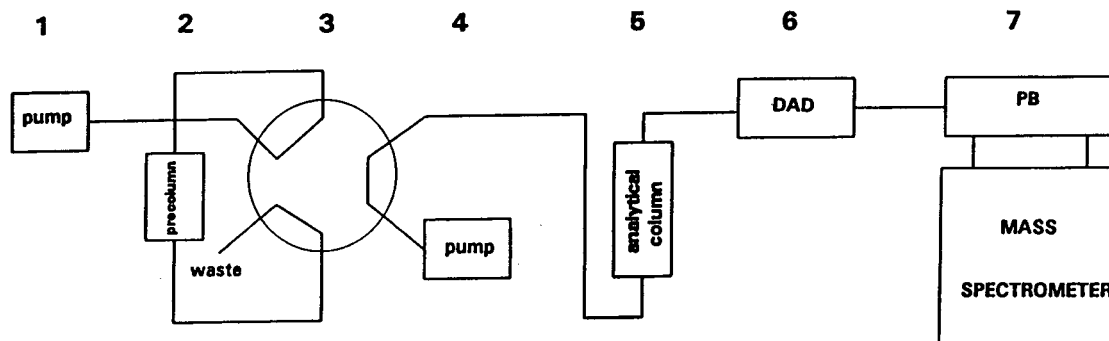 1 2 3 4 5 6 7
pump
precolumn
waste
pump
analytical
column
DAD
PB
MASS
SPECTROMETER